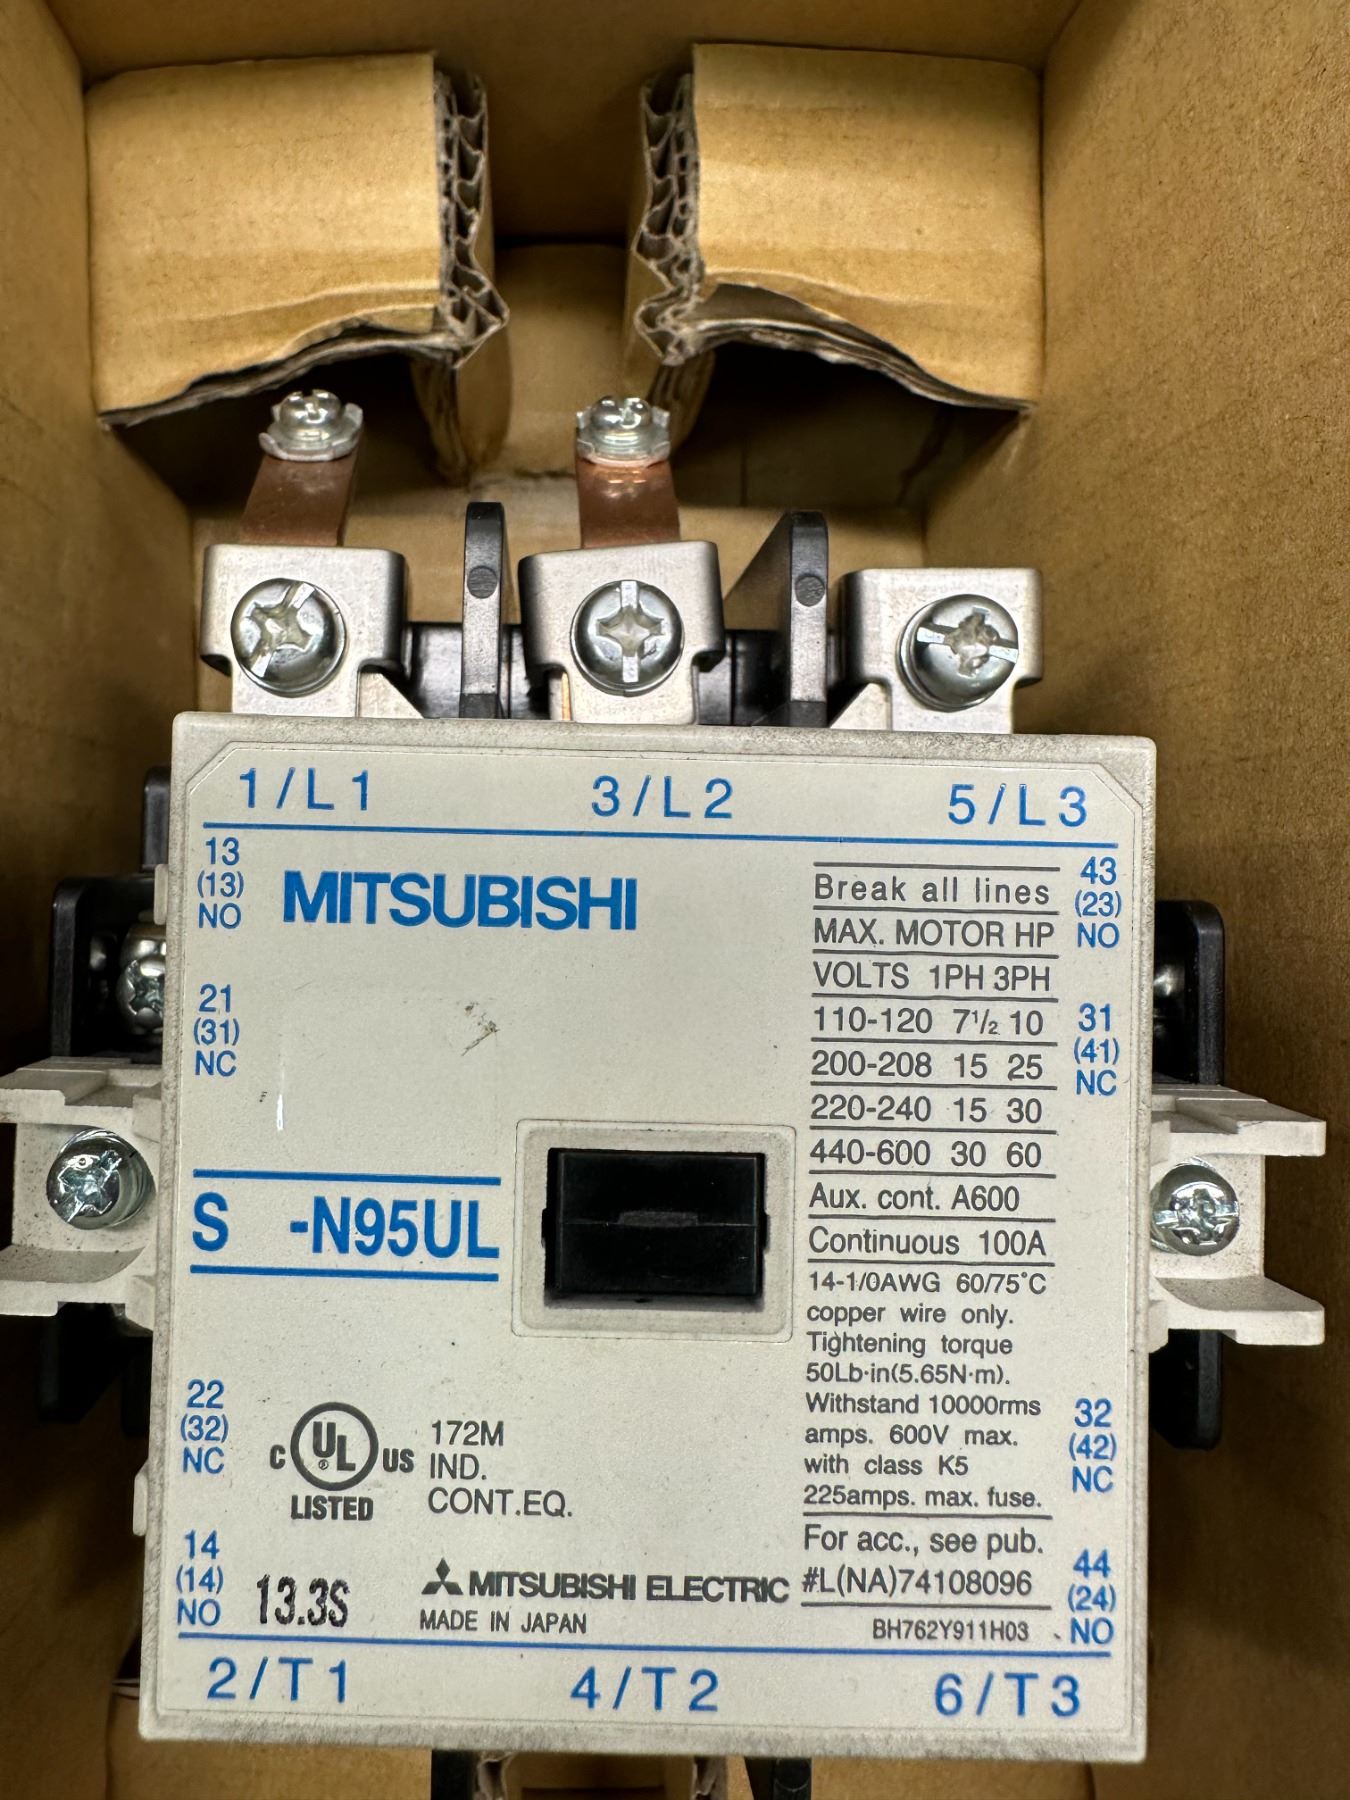 1/L1 3/L2 5/L3
13
(13)
NO
MITSUBISHI
21
(31)
NC
S -N95UL
Break all lines
MAX. MOTOR HP
VOLTS 1PH 3PH
110-120 7 1/2 10
200-208 15 25
220-240 15 30
440-600 30 60
Aux. cont. A600
Continuous 100A
14-1/0AWG 60/75°C
copper wire only.
Tightening torque
50Lb·in(5.65N·m).
Withstand 10000rms
amps. 600V max.
with class K5
225amps. max. fuse.
For acc., see pub.
#L(NA)74108096
BH762Y911H03
43
(23)
NO
31
(41)
NC
22
(32)
NC
C UL® US
LISTED
172M
IND.
CONT.EQ.
32
(42)
NC
14
(14)
NO
13.3S
MITSUBISHI ELECTRIC
MADE IN JAPAN
44
(24)
NO
2/T1 4/T2 6/T3